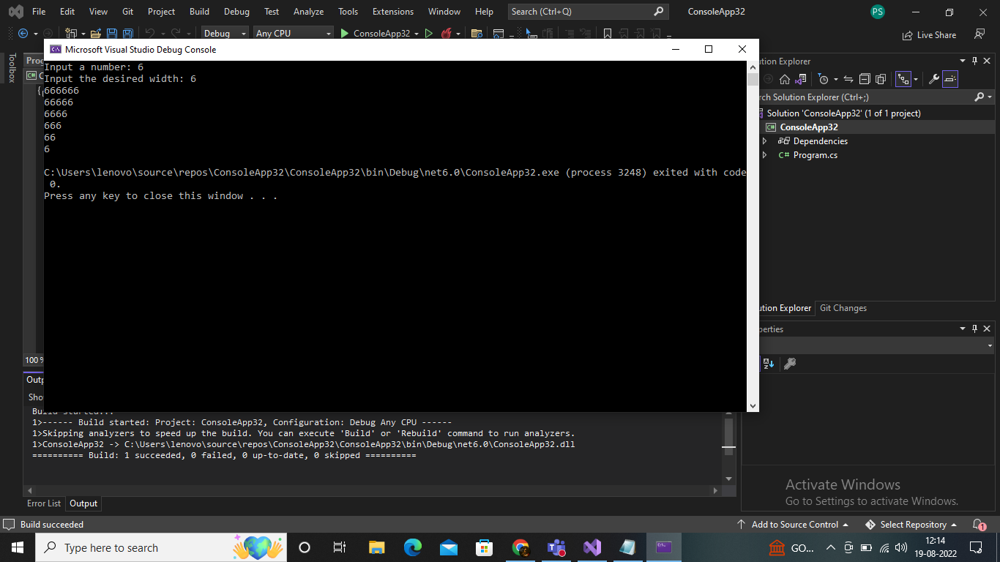 File Edit View Git Project Build Debug Test Analyze Tools Extensions Window Help Search (Ctrl+Q) ConsoleApp32 PS
Debug Any CPU ConsoleApp32 Live Share
Microsoft Visual Studio Debug Console
Toolbox
Input a number: 6
Input the desired width: 6
666666
66666
6666
666
66
6
C:\Users\lenovo\source\repos\ConsoleApp32\ConsoleApp32\bin\Debug\net6.0\ConsoleApp32.exe (process 3248) exited with code
0.
Press any key to close this window . . .
Explorer
Solution Explorer (Ctrl+;)
Solution 'ConsoleApp32' (1 of 1 project)
C# ConsoleApp32
Dependencies
C# Program.cs
Explorer Git Changes
100 %
Build started...
1>------ Build started: Project: ConsoleApp32, Configuration: Debug Any CPU ------
1>Skipping analyzers to speed up the build. You can execute 'Build' or 'Rebuild' command to run analyzers.
1>ConsoleApp32 -> C:\Users\lenovo\source\repos\ConsoleApp32\ConsoleApp32\bin\Debug\net6.0\ConsoleApp32.dll
========== Build: 1 succeeded, 0 failed, 0 up-to-date, 0 skipped ==========
Error List Output
Activate Windows
Go to Settings to activate Windows.
Build succeeded Add to Source Control Select Repository 1
Type here to search GO... 12:14
19-08-2022